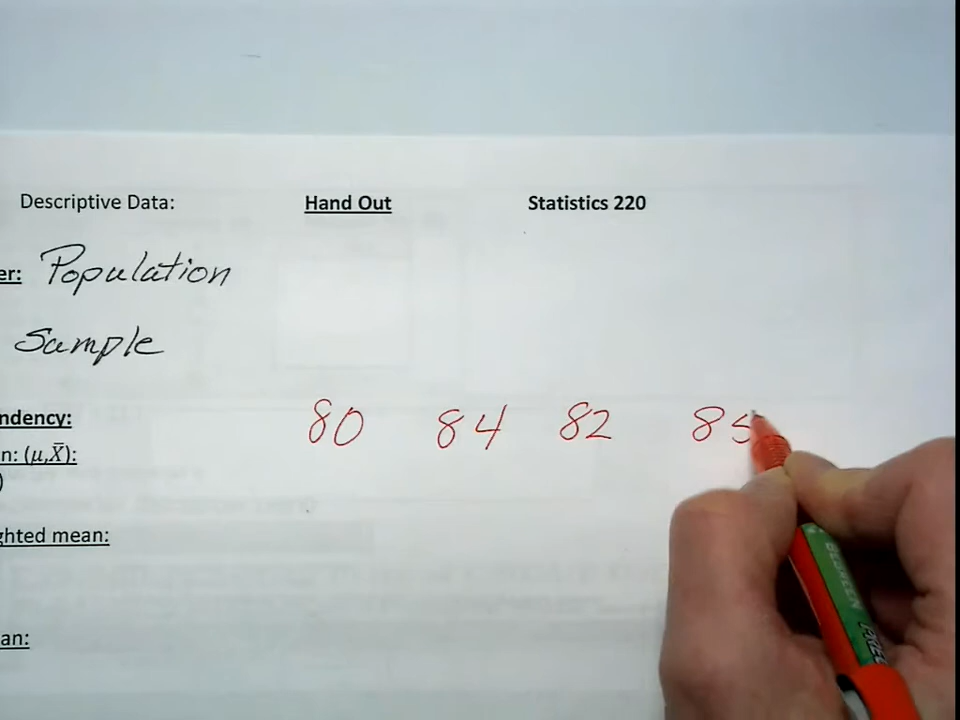 Descriptive Data: Hand Out Statistics 220
er: Population
Sample
80 84 82 85
ndency:
n: (μ,X̄):
)
ghted mean:
an: